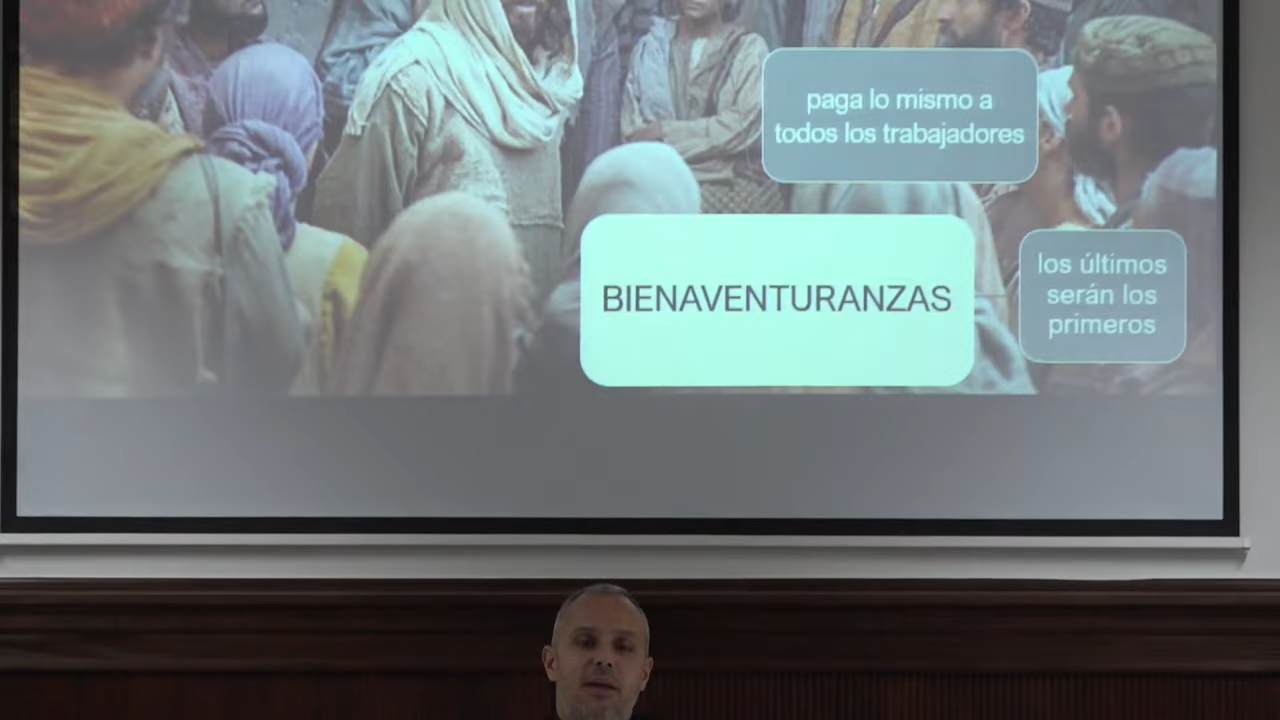 paga lo mismo a
todos los trabajadores
BIENAVENTURANZAS
los últimos
serán los
primeros